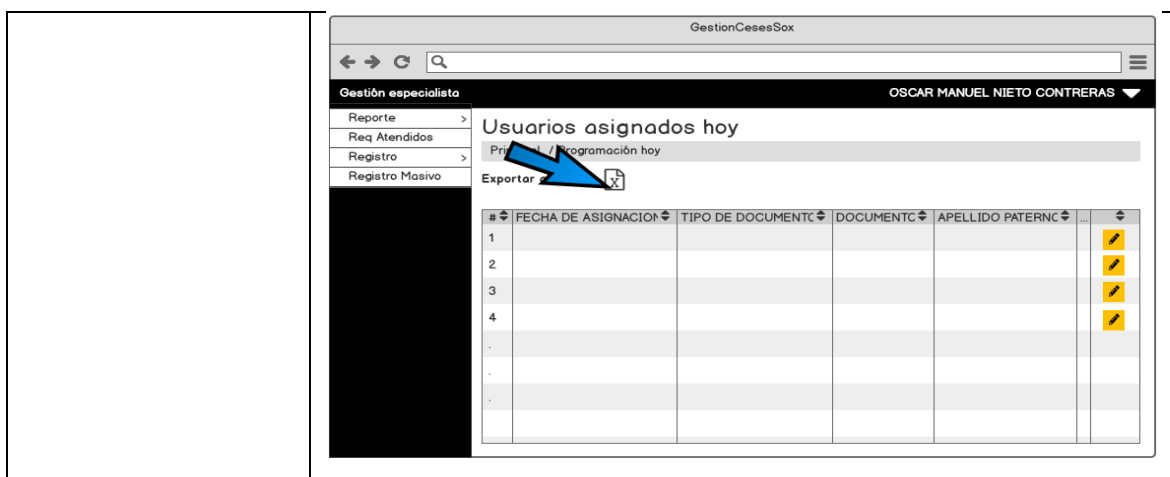 GestionCesesSox
Gestión especialista
OSCAR MANUEL NIETO CONTRERAS
Reporte >
Req Atendidos
Registro >
Registro Masivo
Usuarios asignados hoy
/ Programación hoy
Exportar
X
# FECHA DE ASIGNACION TIPO DE DOCUMENTO DOCUMENTO APELLIDO PATERNO ...
1
2
3
4
.
.
.